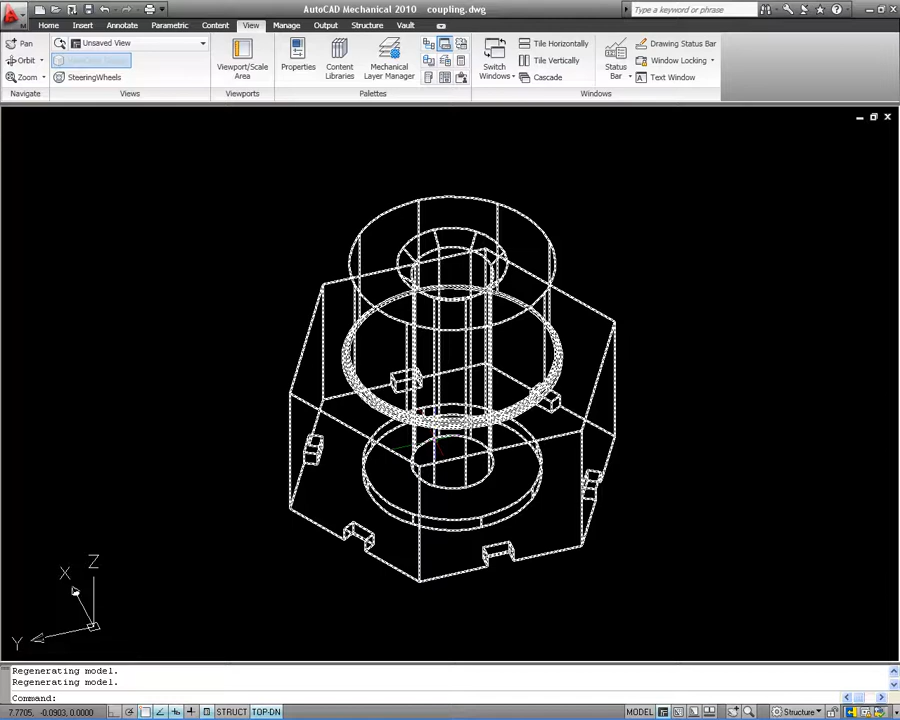 AutoCAD Mechanical 2010 coupling.dwg
Type a keyword or phrase
Home Insert Annotate Parametric Content View Manage Format Output Structure Vault
Pan
Unsaved View
Orbit
Zoom
SteeringWheels
Viewport/Scale Area
Properties
Content Libraries
Mechanical Layer Manager
Switch Windows
Tile Horizontally
Tile Vertically
Cascade
Status Bar
Drawing Status Bar
Window Locking
Text Window
Navigate Views Viewports Palettes Windows
Z
X
Y
Regenerating model.
Regenerating model.
Command:
7.7705, -0.0903, 0.0000 STRUCT TOP-DN MODEL Structure